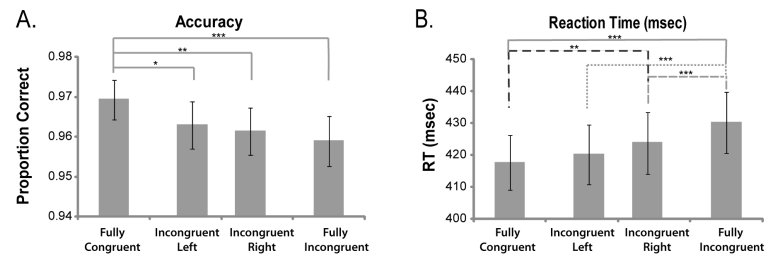 A.
Accuracy
***
**
*
0.98
0.97
0.96
0.95
0.94
Proportion Correct
Fully Congruent
Incongruent Left
Incongruent Right
Fully Incongruent
B.
Reaction Time (msec)
***
**
***
***
450
440
430
420
410
400
RT (msec)
Fully Congruent
Incongruent Left
Incongruent Right
Fully Incongruent